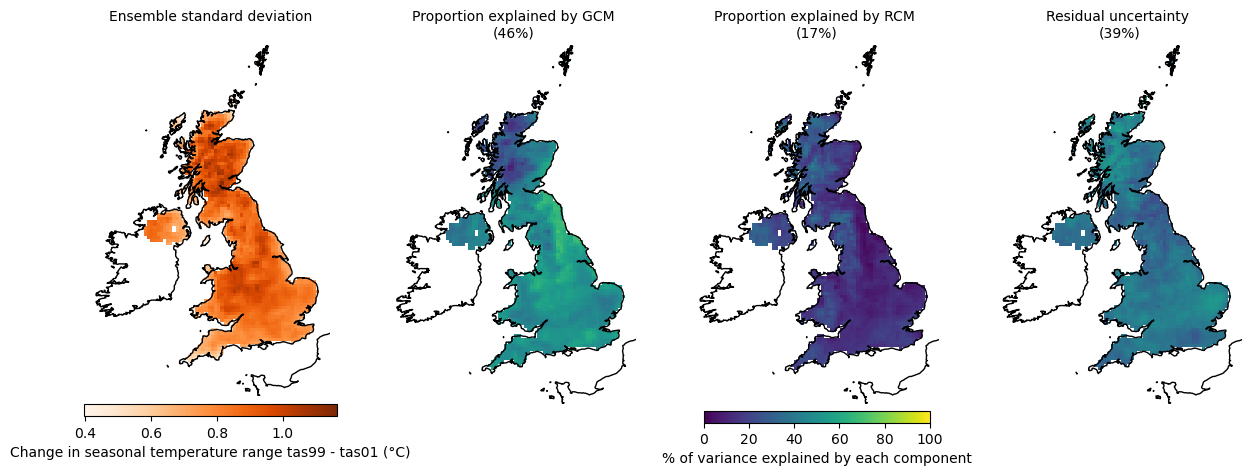 Ensemble standard deviation
Proportion explained by GCM
(46%)
Proportion explained by RCM
(17%)
Residual uncertainty
(39%)
0.4 0.6 0.8 1.0
Change in seasonal temperature range tas99 - tas01 (°C)
0 20 40 60 80 100
% of variance explained by each component